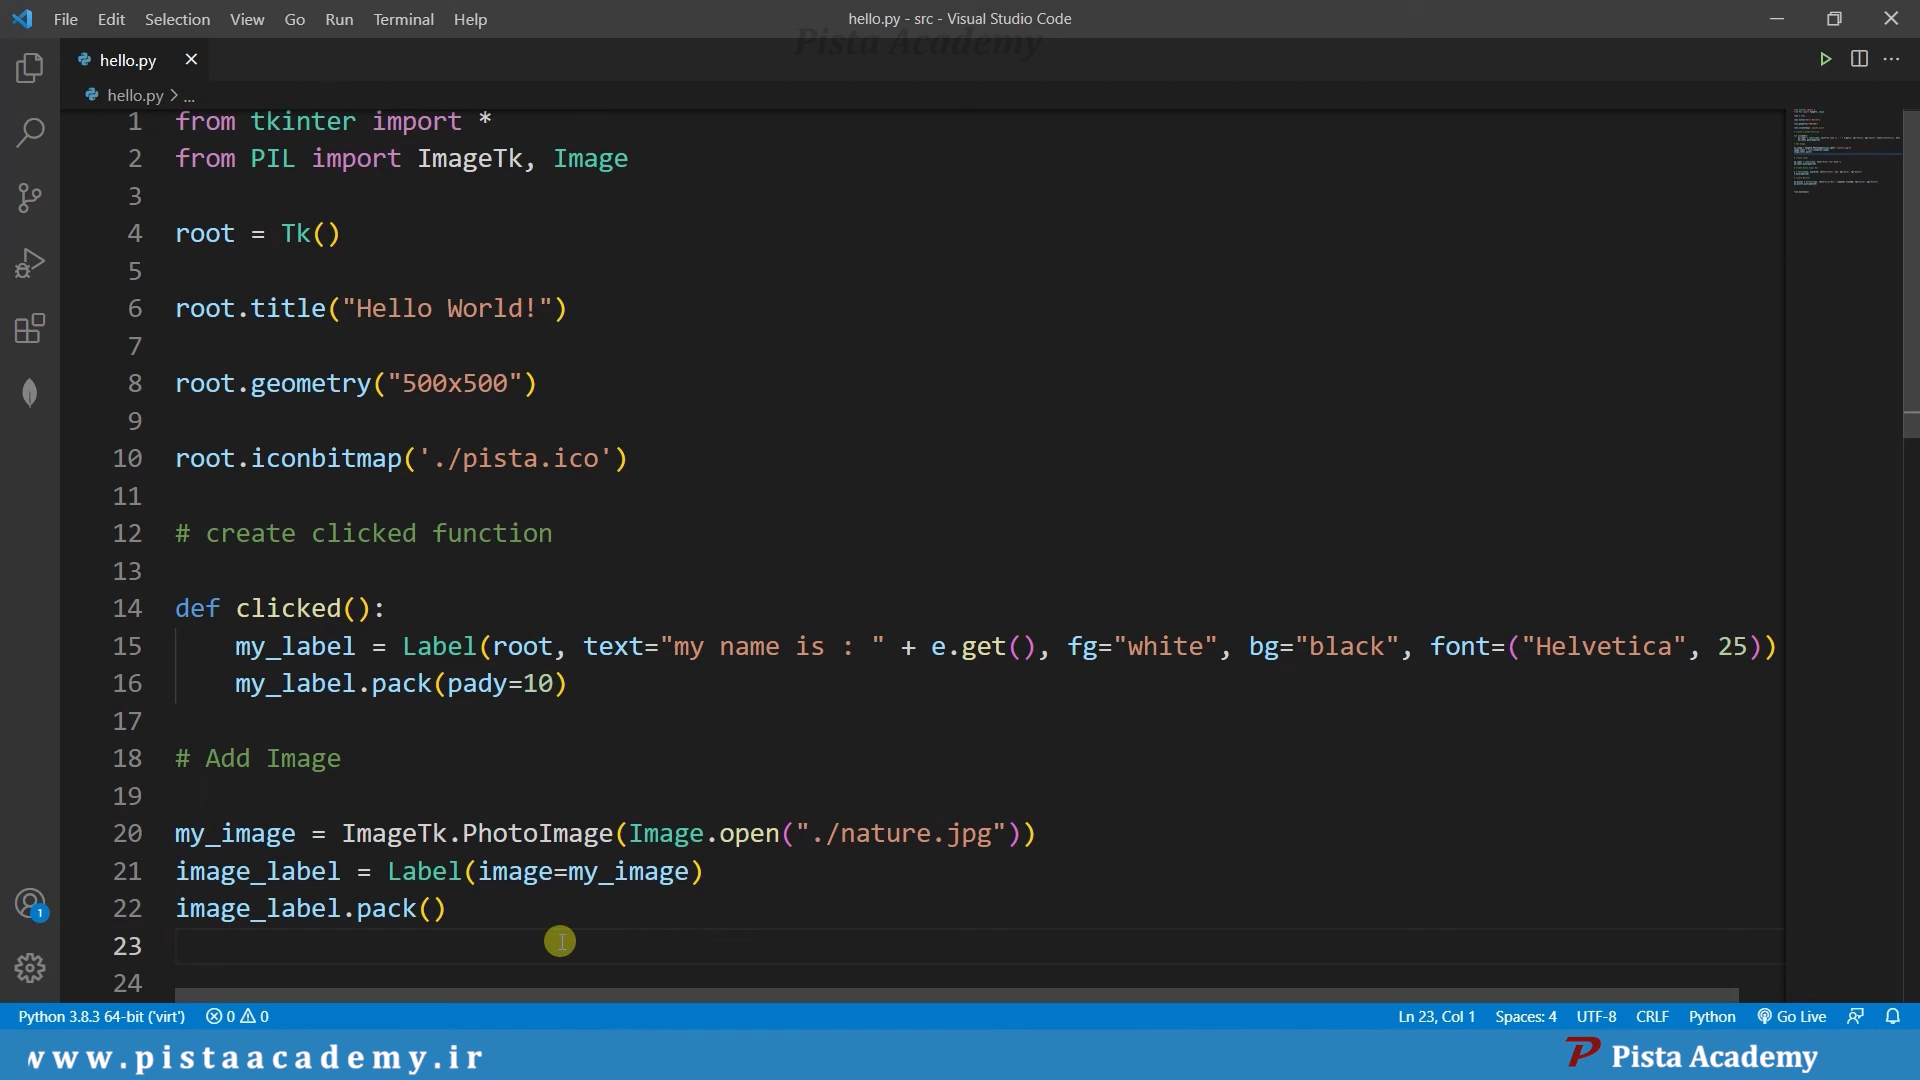 File Edit Selection View Go Run Terminal Help
hello.py - src - Visual Studio Code
Pista Academy
hello.py
hello.py > ...
1 from tkinter import *
2 from PIL import ImageTk, Image
3
4 root = Tk()
5
6 root.title("Hello World!")
7
8 root.geometry("500x500")
9
10 root.iconbitmap('./pista.ico')
11
12 # create clicked function
13
14 def clicked():
15 my_label = Label(root, text="my name is : " + e.get(), fg="white", bg="black", font=("Helvetica", 25))
16 my_label.pack(pady=10)
17
18 # Add Image
19
20 my_image = ImageTk.PhotoImage(Image.open("./nature.jpg"))
21 image_label = Label(image=my_image)
22 image_label.pack()
23
24
1
Python 3.8.3 64-bit ('virt') 0 0 Ln 23, Col 1 Spaces: 4 UTF-8 CRLF Python Go Live
www.pistaacademy.ir
Pista Academy